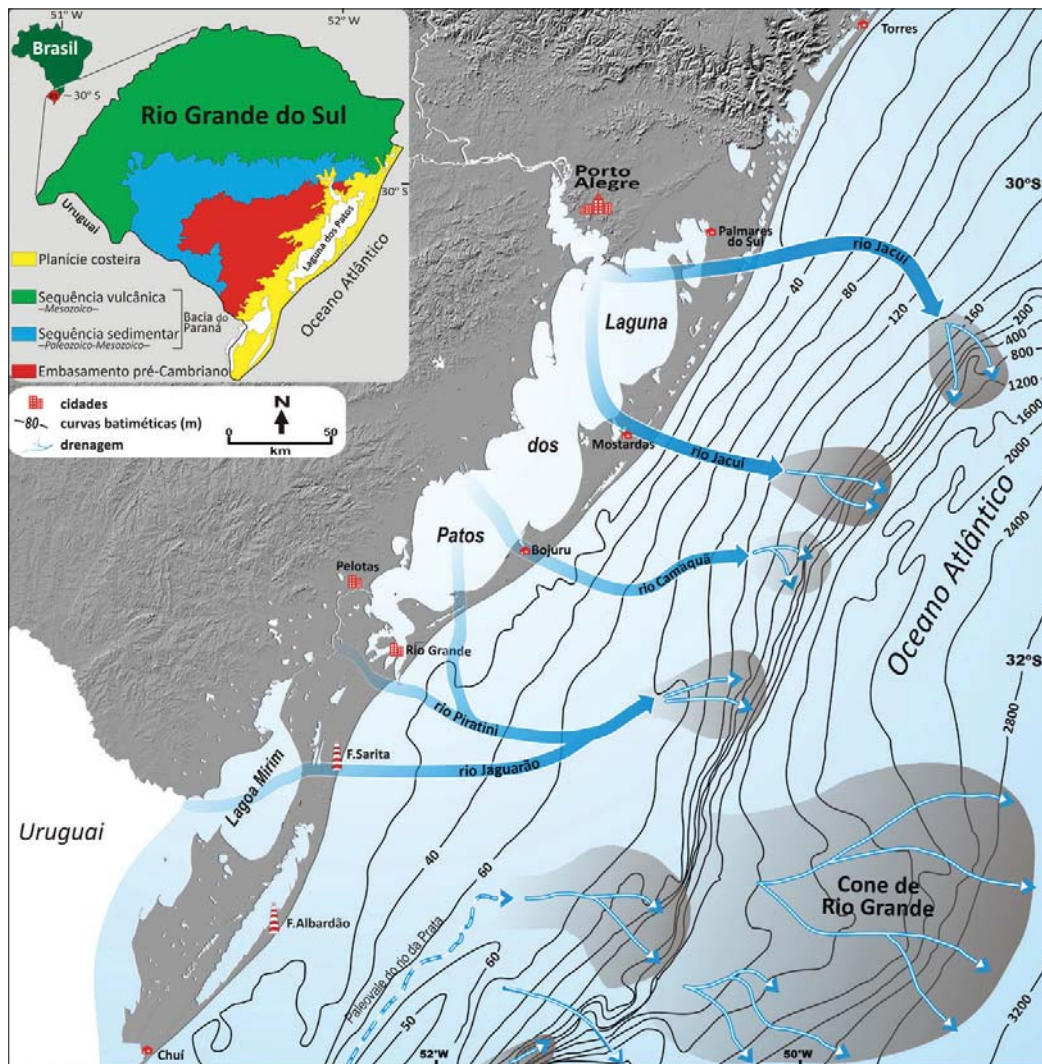 51° W
52° W
Brasil
30° S
Rio Grande do Sul
30° S
Uruguai
Laguna dos Patos
Oceano Atlântico
Planície costeira
Sequência vulcânica
–Mesozoico–
Bacia do
Paraná
Sequência sedimentar
–Paleozoico-Mesozoico–
Embasamento pré-Cambriano
cidades
80 curvas batiméticas (m)
drenagem
N
0 50
km
Torres
Porto
Alegre
30ºS
Palmares
do Sul
rio Jacuí
40
80
120
160
200
400
800
1200
1600
2000
2400
Laguna
dos
Patos
Mostardas
rio Jacuí
Oceano Atlântico
Bojuru
rio Camaquã
Pelotas
Rio Grande
32ºS
rio Piratini
rio Jaguarão
F.Sarita
Lagoa Mirim
2800
Uruguai
40
60
Cone de
Rio Grande
F.Albardão
Paleovale do rio da Prata
60
50
3200
Chuí
52°W
50°W